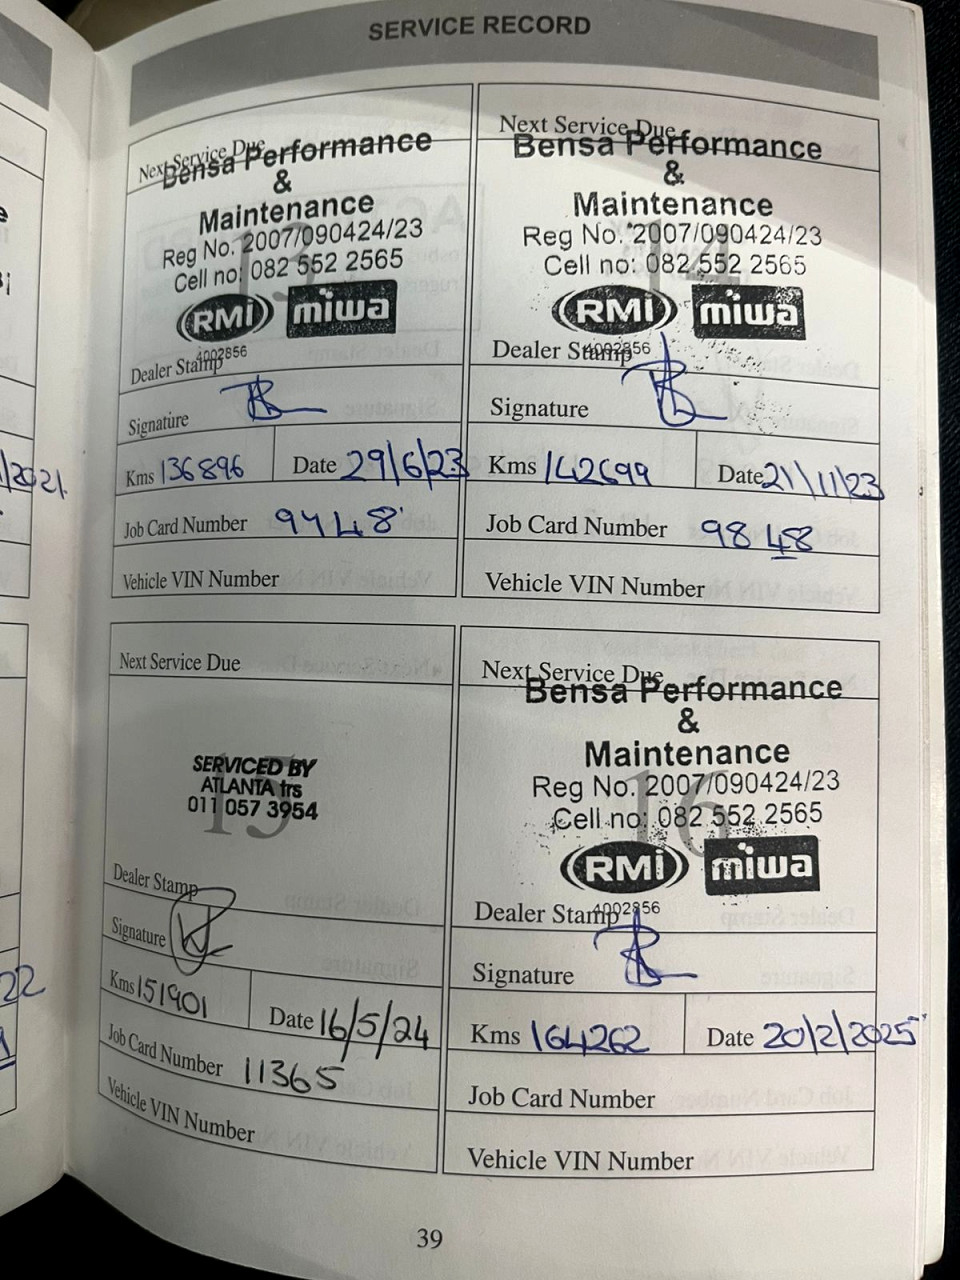 SERVICE RECORD
Next Service Due
Bensa Performance
&
Maintenance
Reg No: 2007/090424/23
Cell no: 082 552 2565
13
RMi miwa
4002856
Dealer Stamp
Signature
Kms 136896 Date 29/6/23
Job Card Number 9448
Vehicle VIN Number
Next Service Due
Bensa Performance
&
Maintenance
Reg No: 2007/090424/23
Cell no: 082 552 2565
14
RMi miwa
4002856
Dealer Stamp
Signature
Kms 142699 Date 21/11/23
Job Card Number 9848
Vehicle VIN Number
Next Service Due
SERVICED BY
ATLANTA trs
011 057 3954
15
Dealer Stamp
Signature
Kms 151901 Date 16/5/24
Job Card Number 11365
Vehicle VIN Number
Next Service Due
Bensa Performance
&
Maintenance
Reg No: 2007/090424/23
Cell no: 082 552 2565
16
RMi miwa
4002856
Dealer Stamp
Signature
Kms 164262 Date 20/2/2025
Job Card Number
Vehicle VIN Number
39
/2021
22